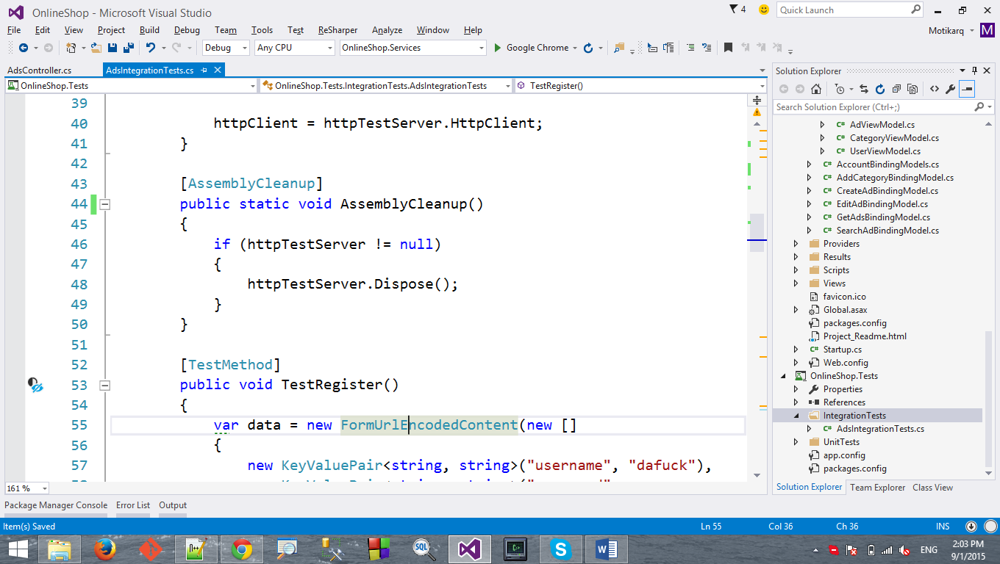 OnlineShop - Microsoft Visual Studio
4
Quick Launch
File Edit View Project Build Debug Team Tools Test ReSharper Analyze Window Help
Motikarq M
Debug Any CPU OnlineShop.Services Google Chrome
AdsController.cs AdsIntegrationTests.cs
OnlineShop.Tests OnlineShop.Tests.IntegrationTests.AdsIntegrationTests TestRegister()
39
40 httpClient = httpTestServer.HttpClient;
41 }
42
43 [AssemblyCleanup]
44 public static void AssemblyCleanup()
45 {
46 if (httpTestServer != null)
47 {
48 httpTestServer.Dispose();
49 }
50 }
51
52 [TestMethod]
53 public void TestRegister()
54 {
55 var data = new FormUrlEncodedContent(new []
56 {
57 new KeyValuePair<string, string>("username", "dafuck"),
161 %
Solution Explorer
Search Solution Explorer (Ctrl+;)
C# AdViewModel.cs
C# CategoryViewModel.cs
C# UserViewModel.cs
C# AccountBindingModels.cs
C# AddCategoryBindingModel.cs
C# CreateAdBindingModel.cs
C# EditAdBindingModel.cs
C# GetAdsBindingModel.cs
C# SearchAdBindingModel.cs
Providers
Results
Scripts
Views
favicon.ico
Global.asax
packages.config
Project_Readme.html
C# Startup.cs
Web.config
OnlineShop.Tests
Properties
References
IntegrationTests
C# AdsIntegrationTests.cs
UnitTests
app.config
packages.config
Solution Explorer Team Explorer Class View
Package Manager Console Error List Output
Item(s) Saved Ln 55 Col 36 Ch 36 INS
SQL
ENG
2:03 PM
9/1/2015